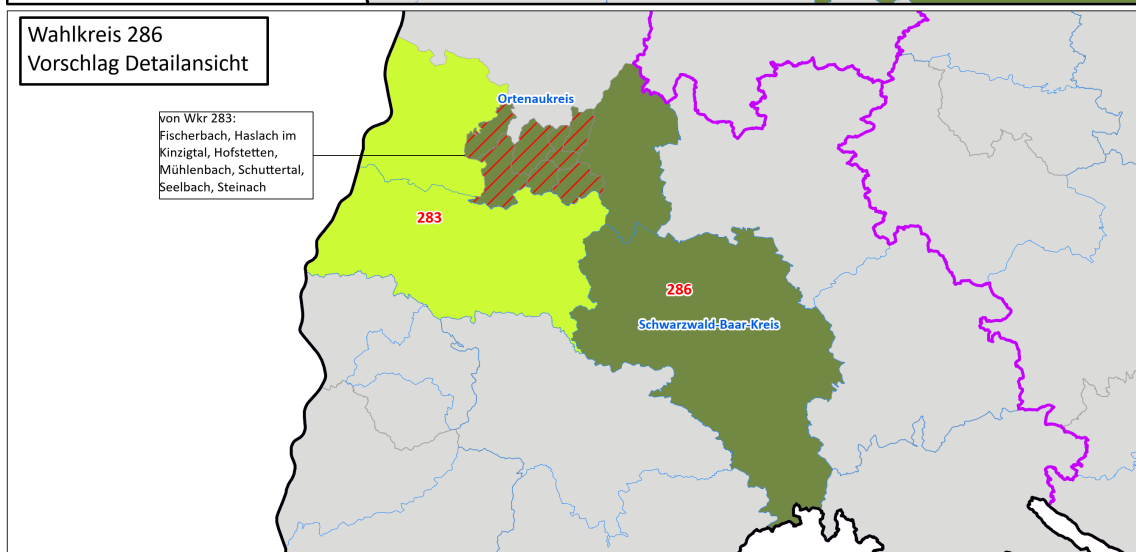 Wahlkreis 286
Vorschlag Detailansicht
Ortenaukreis
von Wkr 283:
Fischerbach, Haslach im
Kinzigtal, Hofstetten,
Mühlenbach, Schuttertal,
Seelbach, Steinach
283
286
Schwarzwald-Baar-Kreis